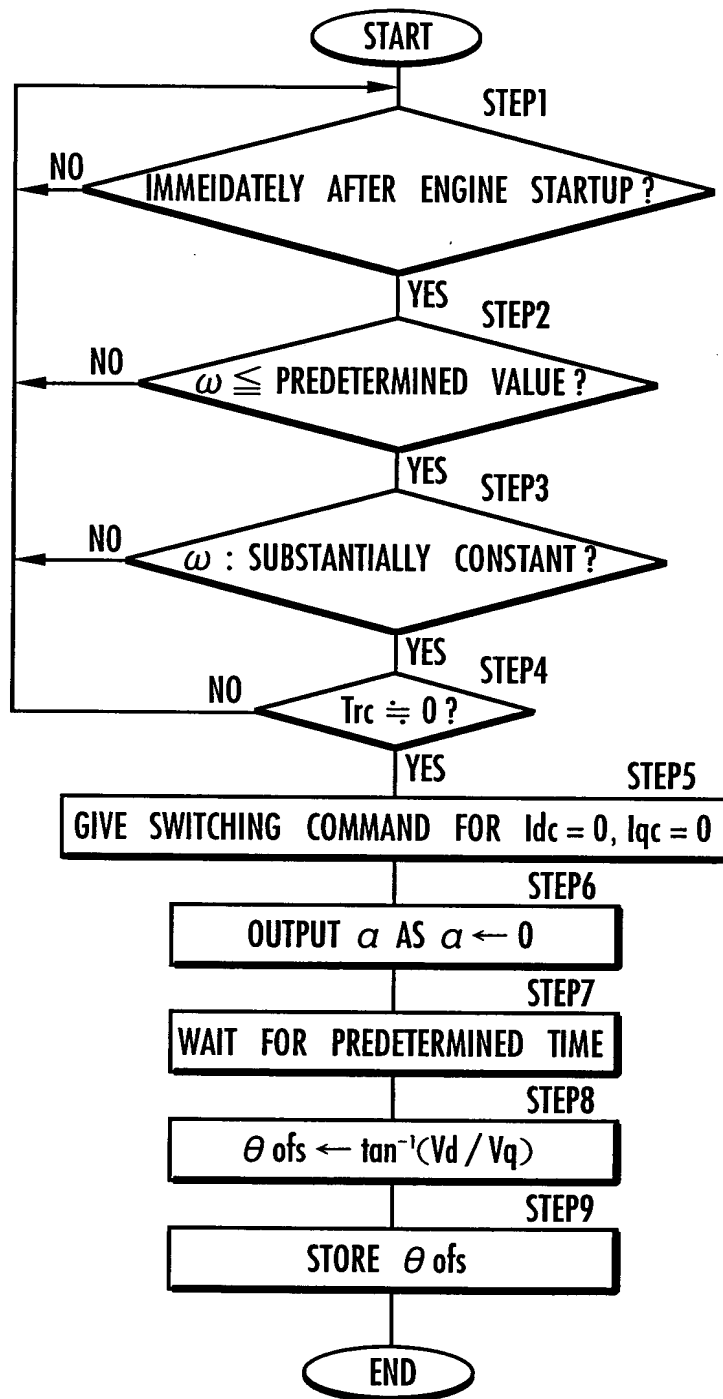 START
STEP1
NO
IMMEIDATELY AFTER ENGINE STARTUP?
YES
STEP2
NO
ω ≦ PREDETERMINED VALUE?
YES
STEP3
NO
ω : SUBSTANTIALLY CONSTANT?
YES
STEP4
NO
Trc ≒ 0?
YES
STEP5
GIVE SWITCHING COMMAND FOR Idc = 0, Iqc = 0
STEP6
OUTPUT α AS α ← 0
STEP7
WAIT FOR PREDETERMINED TIME
STEP8
θ ofs ← tan⁻¹(Vd / Vq)
STEP9
STORE θ ofs
END